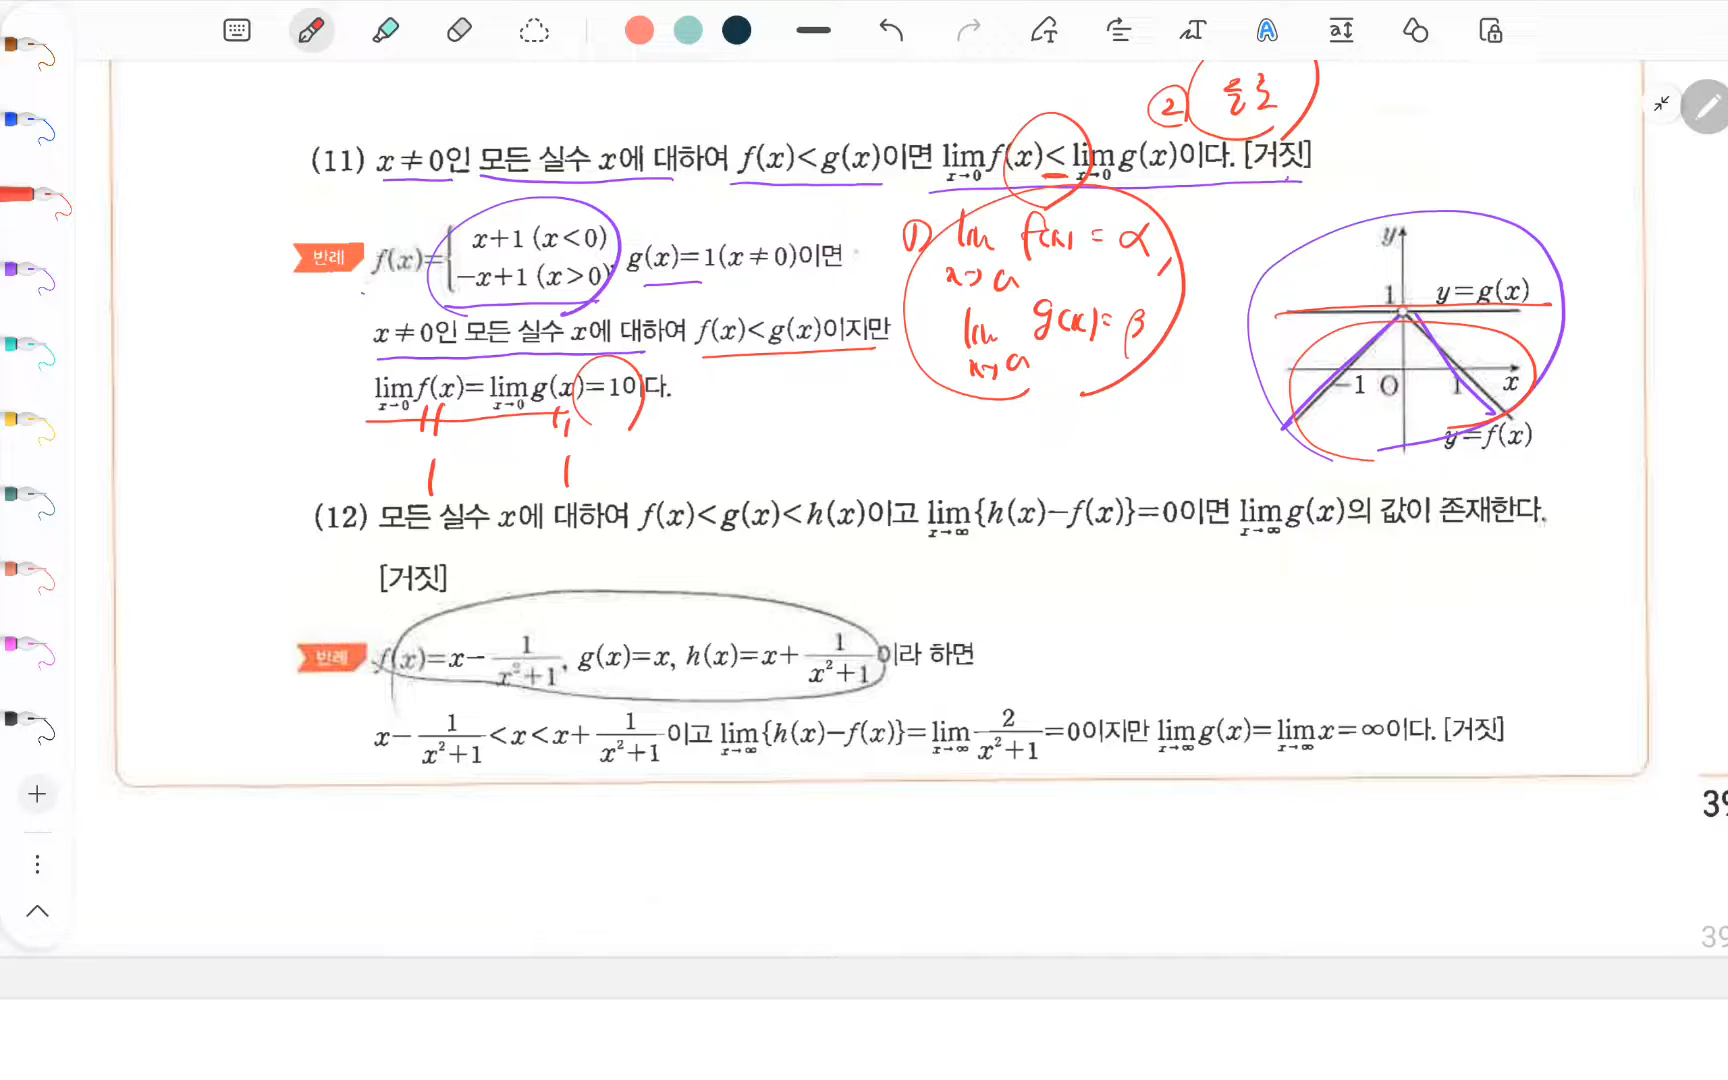 ② 등호
(11) x≠0인 모든 실수 x에 대하여 f(x)<g(x)이면 lim_{x→0} f(x)<lim_{x→0} g(x)이다. [거짓]
반례 f(x)={x+1 (x<0), -x+1 (x>0), g(x)=1(x≠0)이면
x≠0인 모든 실수 x에 대하여 f(x)<g(x)이지만
lim_{x→0} f(x)=lim_{x→0} g(x)=1이다.
1 1
① lim_{x→a} f(x)=α,
lim_{x→a} g(x)=β
y
1 y=g(x)
-1 O 1 x
y=f(x)
(12) 모든 실수 x에 대하여 f(x)<g(x)<h(x)이고 lim_{x→∞} {h(x)-f(x)}=0이면 lim_{x→∞} g(x)의 값이 존재한다.
[거짓]
반례 f(x)=x-1/(x²+1), g(x)=x, h(x)=x+1/(x²+1)이라 하면
x-1/(x²+1)<x<x+1/(x²+1)이고 lim_{x→∞} {h(x)-f(x)}=lim_{x→∞} 2/(x²+1)=0이지만 lim_{x→∞} g(x)=lim_{x→∞} x=∞이다. [거짓]
39
39